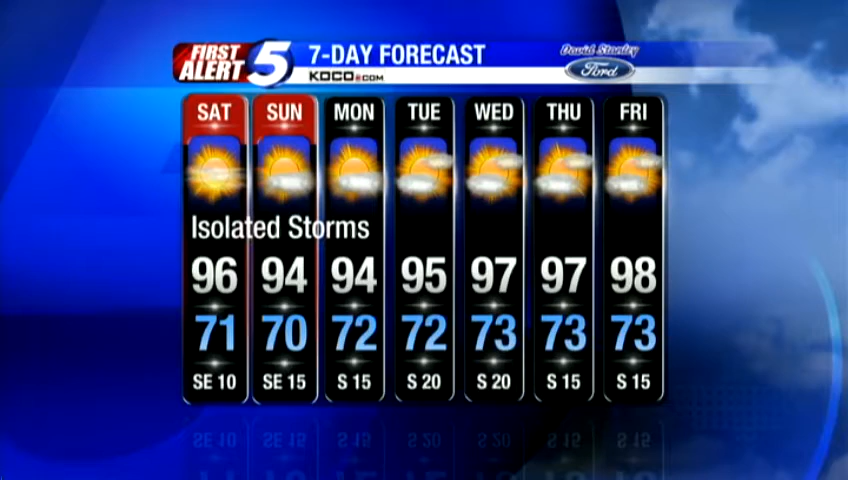 FIRST ALERT 5
7-DAY FORECAST
KOCO.COM
David Stanley
Ford
SAT SUN MON TUE WED THU FRI
Isolated Storms
96 94 94 95 97 97 98
71 70 72 72 73 73 73
SE 10 SE 15 S 15 S 20 S 20 S 15 S 15